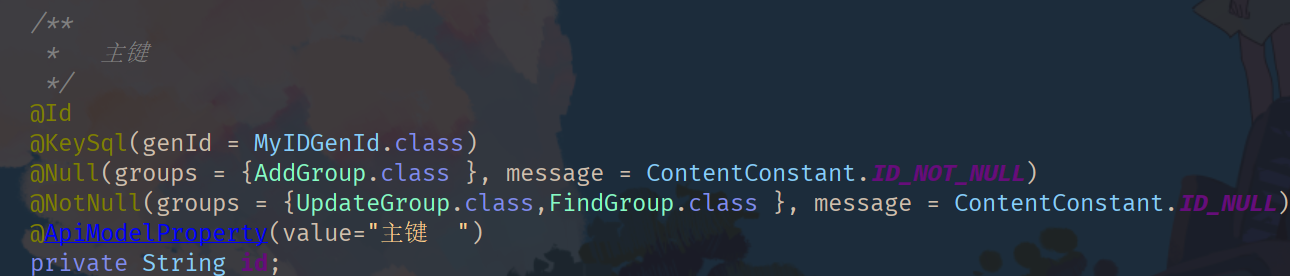 /**
 *   主键
 */
@Id
@KeySql(genId = MyIDGenId.class)
@Null(groups = {AddGroup.class }, message = ContentConstant.ID_NOT_NULL)
@NotNull(groups = {UpdateGroup.class,FindGroup.class }, message = ContentConstant.ID_NULL)
@ApiModelProperty(value="主键  ")
private String id;